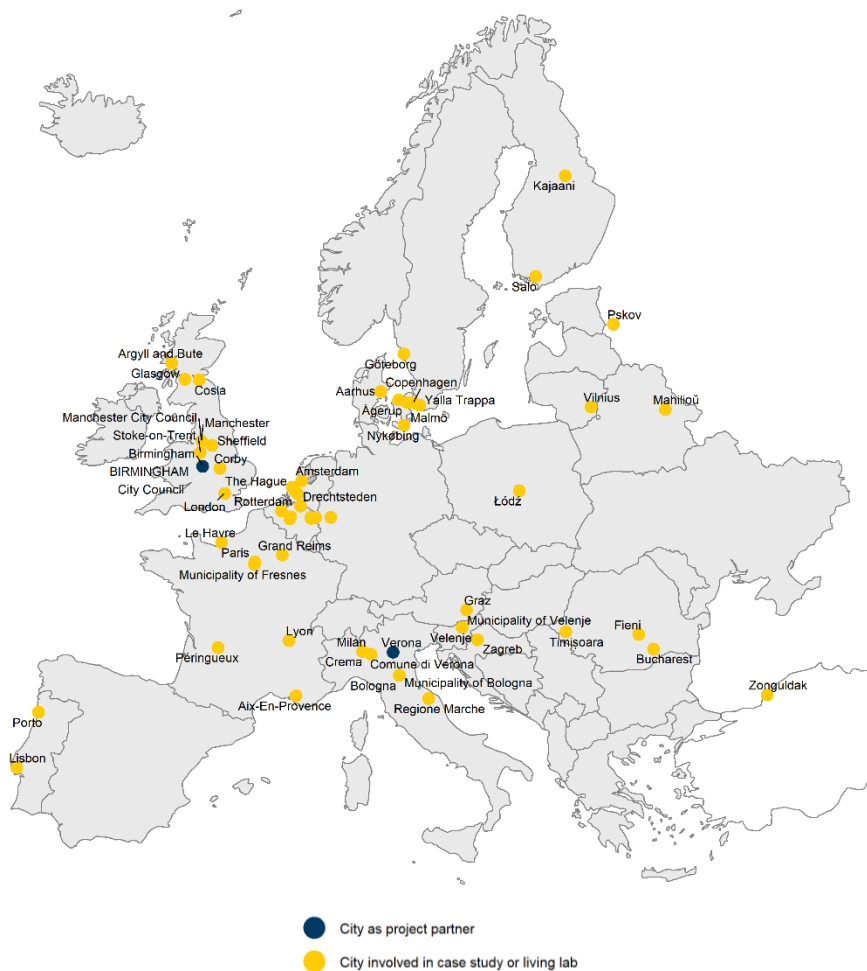 Kajaani
Salo
Pskov
Göteborg
Argyll and Bute
Glasgow
Cosla
Copenhagen
Aarhus
Ågerup
Yalla Trappa
Malmö
Nykøbing
Vilnius
Mahilioŭ
Manchester City Council
Manchester
Stoke-on-Trent
Sheffield
Birmingham
Corby
BIRMINGHAM
City Council
The Hague
Amsterdam
London
Rotterdam
Drechtsteden
Łódź
Le Havre
Paris
Grand Reims
Municipality of Fresnes
Graz
Municipality of Velenje
Velenje
Zagreb
Timișoara
Fieni
Bucharest
Lyon
Milan
Verona
Crema
Comune di Verona
Péringueux
Bologna
Municipality of Bologna
Aix-En-Provence
Regione Marche
Zonguldak
Porto
Lisbon
City as project partner
City involved in case study or living lab